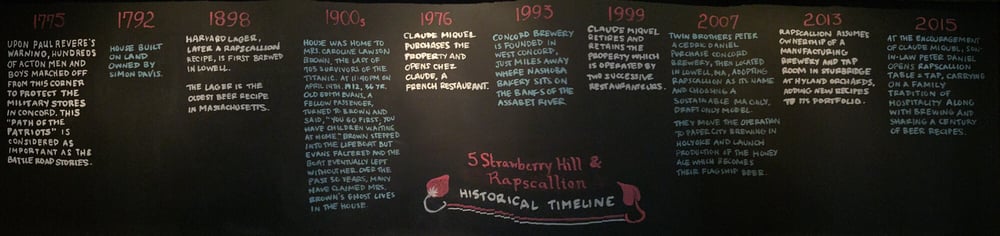 1775
UPON PAUL REVERE'S
WARNING, HUNDREDS
OF ACTON MEN AND
BOYS MARCHED OFF
FROM THIS CORNER
TO PROTECT THE
MILITARY STORES
IN CONCORD. THIS
"PATH OF THE
PATRIOTS" IS
CONSIDERED AS
IMPORTANT AS THE
BATTLE ROAD STORIES.
1792
HOUSE BUILT
ON LAND
OWNED BY
SIMON DAVIS.
1898
HARVARD LAGER,
LATER A RAPSCALLION
RECIPE, IS FIRST BREWED
IN LOWELL.
THE LAGER IS THE
OLDEST BEER RECIPE
IN MASSACHUSETTS.
1900s
HOUSE WAS HOME TO
MRS. CAROLINE LAWSON
BROWN, THE LAST OF
705 SURVIVORS OF THE
TITANIC. AT 11:40PM ON
APRIL 14TH, 1912, 36 YR.
OLD EDITH EVANS, A
FELLOW PASSENGER,
TURNED TO BROWN AND
SAID, "YOU GO FIRST, YOU
HAVE CHILDREN WAITING
AT HOME." BROWN STEPPED
INTO THE LIFEBOAT BUT
EVANS FALTERED AND THE
BOAT EVENTUALLY LEFT
WITHOUT HER. OVER THE
PAST 50 YEARS, MANY
HAVE CLAIMED MRS.
BROWN'S GHOST LIVES
IN THE HOUSE
1976
CLAUDE MIQUEL
PURCHASES THE
PROPERTY AND
OPENS CHEZ
CLAUDE, A
FRENCH RESTAURANT.
1993
CONCORD BREWERY
IS FOUNDED IN
WEST CONCORD,
JUST MILES AWAY
WHERE NASHOBA
BAKERY SITS ON
THE BANKS OF THE
ASSABET RIVER
1999
CLAUDE MIQUEL
RETIRES AND
RETAINS THE
PROPERTY WHICH
IS OPERATED BY
TWO SUCCESSIVE
RESTAURANTEURS.
2007
TWIN BROTHERS PETER
& CEDRIC DANIEL
PURCHASE CONCORD
BREWERY, THEN LOCATED
IN LOWELL, MA, ADOPTING
RAPSCALLION AS ITS NAME
AND CHOOSING A
SUSTAINABLE MA ONLY,
DRAFT ONLY MODEL.
THEY MOVE THE OPERATION
TO PAPER CITY BREWING IN
HOLYOKE AND LAUNCH
PRODUCTION OF THE HONEY
ALE WHICH BECOMES
THEIR FLAGSHIP BEER.
2013
RAPSCALLION ASSUMES
OWNERSHIP OF A
MANUFACTURING
BREWERY AND TAP
ROOM IN STURBRIDGE
AT HYLAND ORCHARDS,
ADDING NEW RECIPES
TO ITS PORTFOLIO.
2015
AT THE ENCOURAGEMENT
OF CLAUDE MIQUEL, SON-
IN-LAW PETER DANIEL
OPENS RAPSCALLION
TABLE & TAP, CARRYING
ON A FAMILY
TRADITION OF
HOSPITALITY ALONG
WITH BREWING AND
SHARING A CENTURY
OF BEER RECIPES.
5 Strawberry Hill &
Rapscallion
HISTORICAL TIMELINE